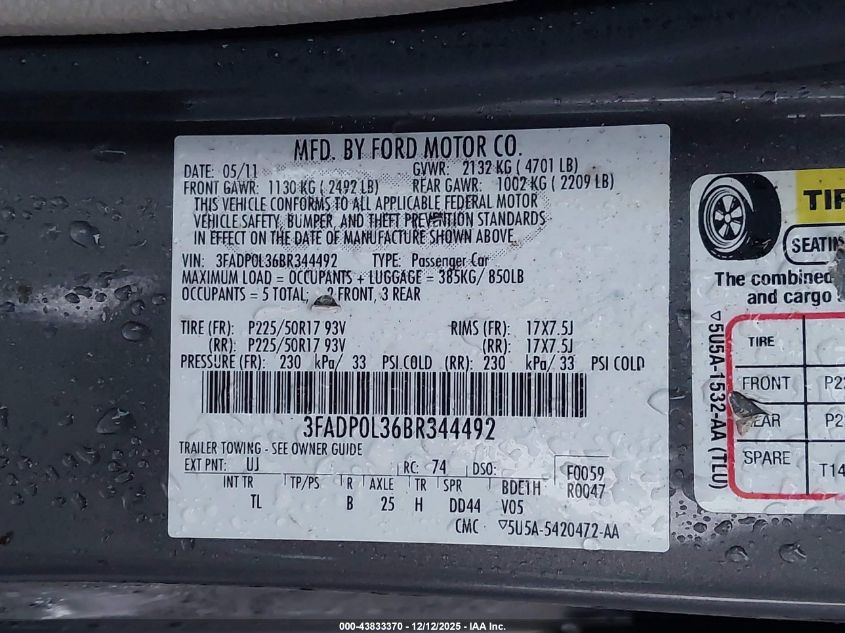 MFD. BY FORD MOTOR CO.
DATE: 05/11 GVWR: 2132 KG ( 4701 LB)
FRONT GAWR: 1130 KG ( 2492 LB) REAR GAWR: 1002 KG ( 2209 LB)
THIS VEHICLE CONFORMS TO ALL APPLICABLE FEDERAL MOTOR
VEHICLE SAFETY, BUMPER, AND THEFT PREVENTION STANDARDS
IN EFFECT ON THE DATE OF MANUFACTURE SHOWN ABOVE.
VIN: 3FADP0L36BR344492 TYPE: Passenger Car
MAXIMUM LOAD = OCCUPANTS + LUGGAGE = 385KG/ 850LB
OCCUPANTS = 5 TOTAL; 2 FRONT, 3 REAR
TIRE (FR): P225/50R17 93V RIMS (FR): 17X7.5J
(RR): P225/50R17 93V (RR): 17X7.5J
PRESSURE (FR): 230 kPa/ 33 PSI COLD (RR): 230 kPa/ 33 PSI COLD
3FADP0L36BR344492
TRAILER TOWING - SEE OWNER GUIDE
EXT PNT: UJ RC: 74 DSO: F0059
R0047
INT TR TP/PS R AXLE TR SPR BDE1H
TL B 25 H DD44 V05
CMC ▽5U5A-5420472-AA
TIR
SEATIN
The combined
and cargo
▽5U5A-1532-AA (TLU)
TIRE
FRONT P22
REAR P22
SPARE T14
000-43833370 - 12/12/2025 - IAA Inc.